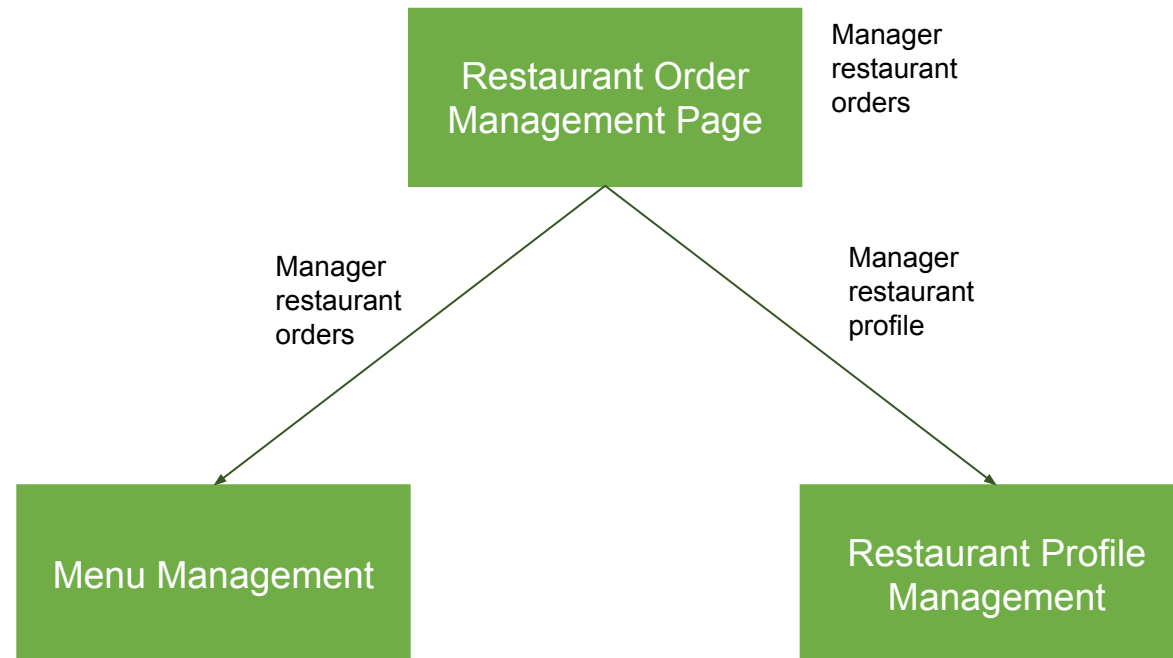 Restaurant Order
Management Page
Manager
restaurant
orders
Manager
restaurant
orders
Manager
restaurant
profile
Menu Management
Restaurant Profile
Management